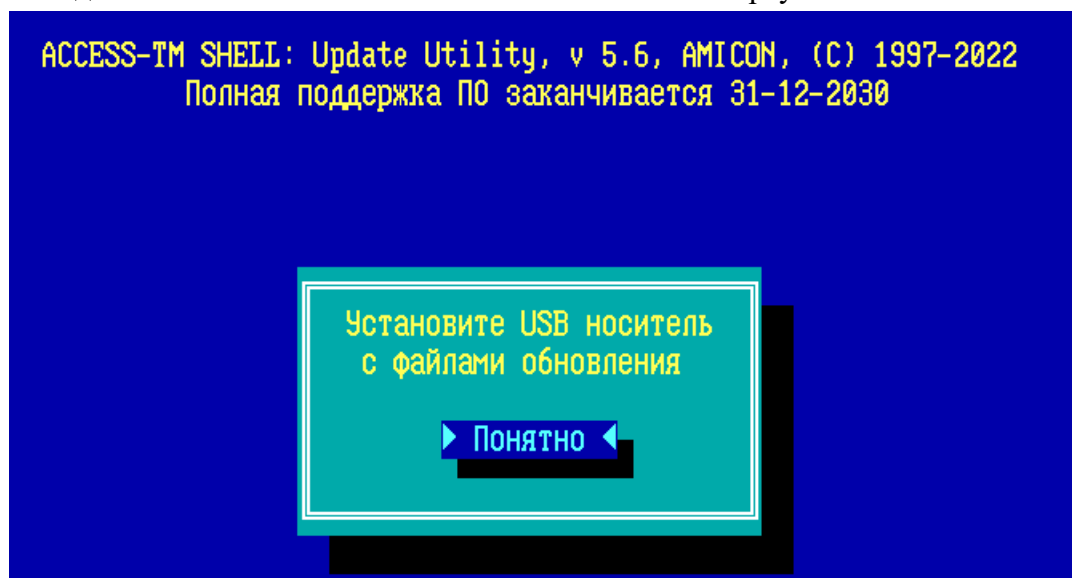 ACCESS-TM SHELL: Update Utility, v 5.6, AMICON, (C) 1997-2022
Полная поддержка ПО заканчивается 31-12-2030
Установите USB носитель
с файлами обновления
Понятно